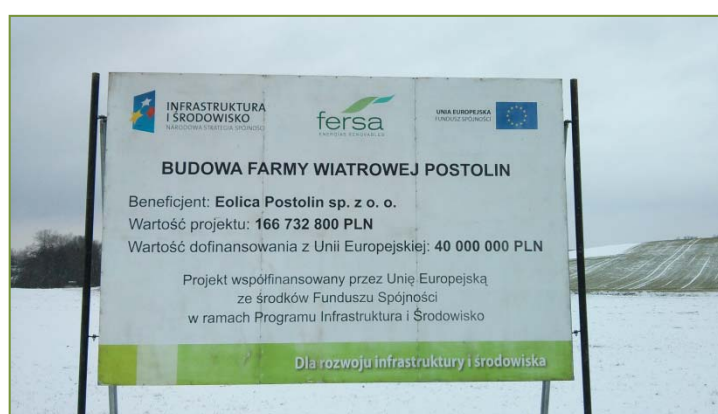 INFRASTRUKTURA
I ŚRODOWISKO
NARODOWA STRATEGIA SPÓJNOŚCI
fersa
ENERGÍAS RENOVABLES
UNIA EUROPEJSKA
FUNDUSZ SPÓJNOŚCI
BUDOWA FARMY WIATROWEJ POSTOLIN
Beneficjent: Eolica Postolin sp. z o. o.
Wartość projektu: 166 732 800 PLN
Wartość dofinansowania z Unii Europejskiej: 40 000 000 PLN
Projekt współfinansowany przez Unię Europejską
ze środków Funduszu Spójności
w ramach Programu Infrastruktura i Środowisko
Dla rozwoju infrastruktury i środowiska